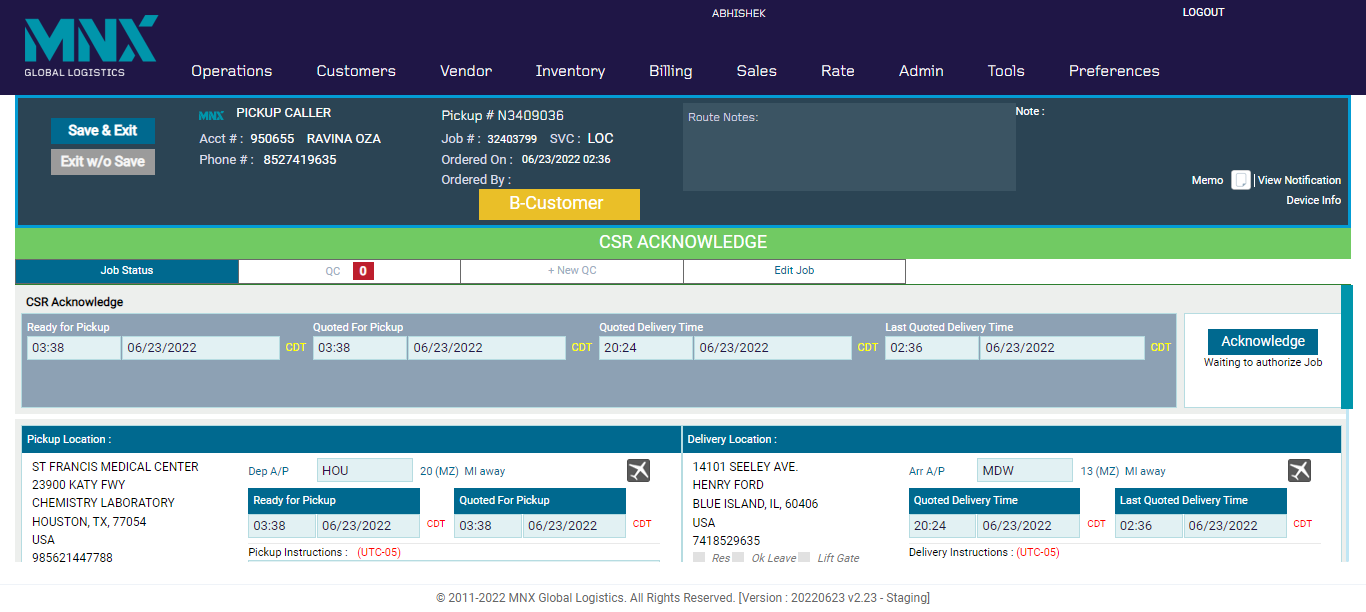 ABHISHEK LOGOUT
MNX
GLOBAL LOGISTICS
Operations Customers Vendor Inventory Billing Sales Rate Admin Tools Preferences
Save & Exit
Exit w/o Save
MNX PICKUP CALLER
Acct # : 950655 RAVINA OZA
Phone # : 8527419635
Pickup # N3409036
Job # : 32403799 SVC : LOC
Ordered On : 06/23/2022 02:36
Ordered By :
B-Customer
Route Notes:
Note :
Memo | View Notification
Device Info
CSR ACKNOWLEDGE
Job Status QC 0 + New QC Edit Job
CSR Acknowledge
Ready for Pickup Quoted For Pickup Quoted Delivery Time Last Quoted Delivery Time
03:38 06/23/2022 CDT 03:38 06/23/2022 CDT 20:24 06/23/2022 CDT 02:36 06/23/2022 CDT
Acknowledge
Waiting to authorize Job
Pickup Location :
ST FRANCIS MEDICAL CENTER
23900 KATY FWY
CHEMISTRY LABORATORY
HOUSTON, TX, 77054
USA
985621447788
Dep A/P HOU 20 (MZ) MI away
Ready for Pickup Quoted For Pickup
03:38 06/23/2022 CDT 03:38 06/23/2022 CDT
Pickup Instructions : (UTC-05)
Delivery Location :
14101 SEELEY AVE.
HENRY FORD
BLUE ISLAND, IL, 60406
USA
7418529635
Res Ok Leave Lift Gate
Arr A/P MDW 13 (MZ) MI away
Quoted Delivery Time Last Quoted Delivery Time
20:24 06/23/2022 CDT 02:36 06/23/2022 CDT
Delivery Instructions : (UTC-05)
© 2011-2022 MNX Global Logistics. All Rights Reserved. [Version : 20220623 v2.23 - Staging]